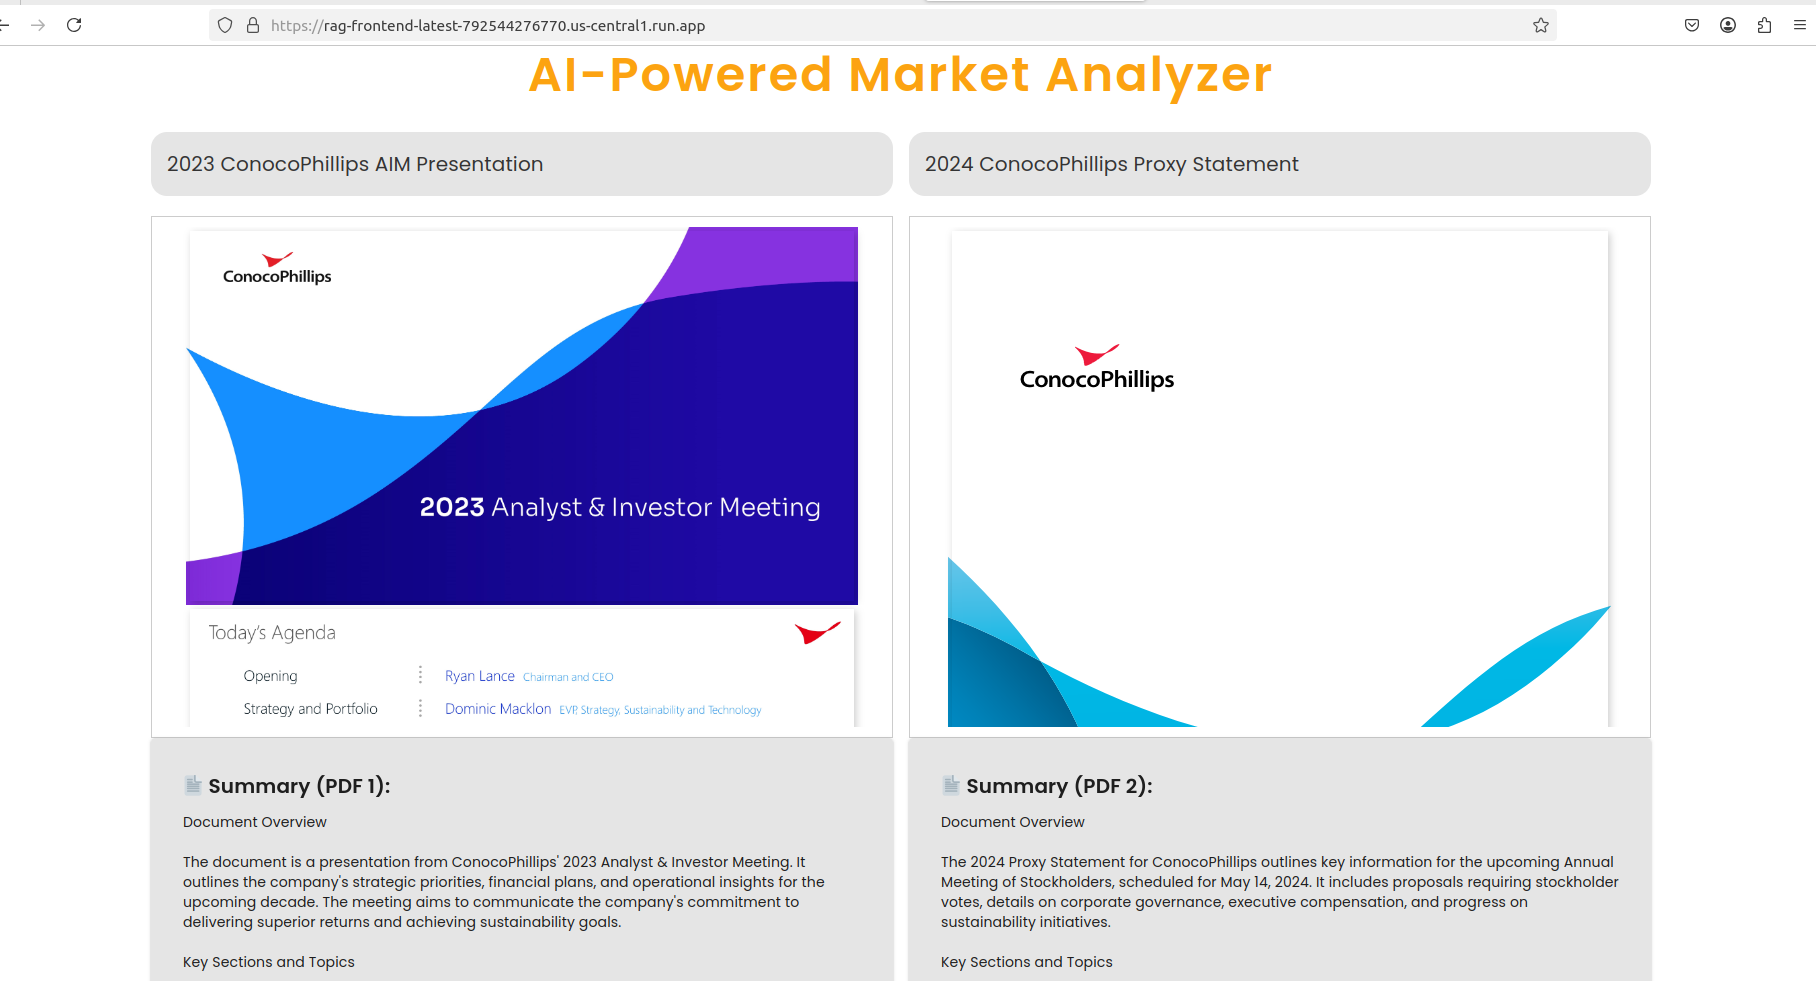 https://rag-frontend-latest-792544276770.us-central1.run.app
AI-Powered Market Analyzer
2023 ConocoPhillips AIM Presentation
ConocoPhillips
2023 Analyst & Investor Meeting
Today's Agenda
Opening Ryan Lance Chairman and CEO
Strategy and Portfolio Dominic Macklon EVP, Strategy, Sustainability and Technology
Summary (PDF 1):
Document Overview
The document is a presentation from ConocoPhillips' 2023 Analyst & Investor Meeting. It
outlines the company's strategic priorities, financial plans, and operational insights for the
upcoming decade. The meeting aims to communicate the company's commitment to
delivering superior returns and achieving sustainability goals.
Key Sections and Topics
2024 ConocoPhillips Proxy Statement
ConocoPhillips
Summary (PDF 2):
Document Overview
The 2024 Proxy Statement for ConocoPhillips outlines key information for the upcoming Annual
Meeting of Stockholders, scheduled for May 14, 2024. It includes proposals requiring stockholder
votes, details on corporate governance, executive compensation, and progress on
sustainability initiatives.
Key Sections and Topics